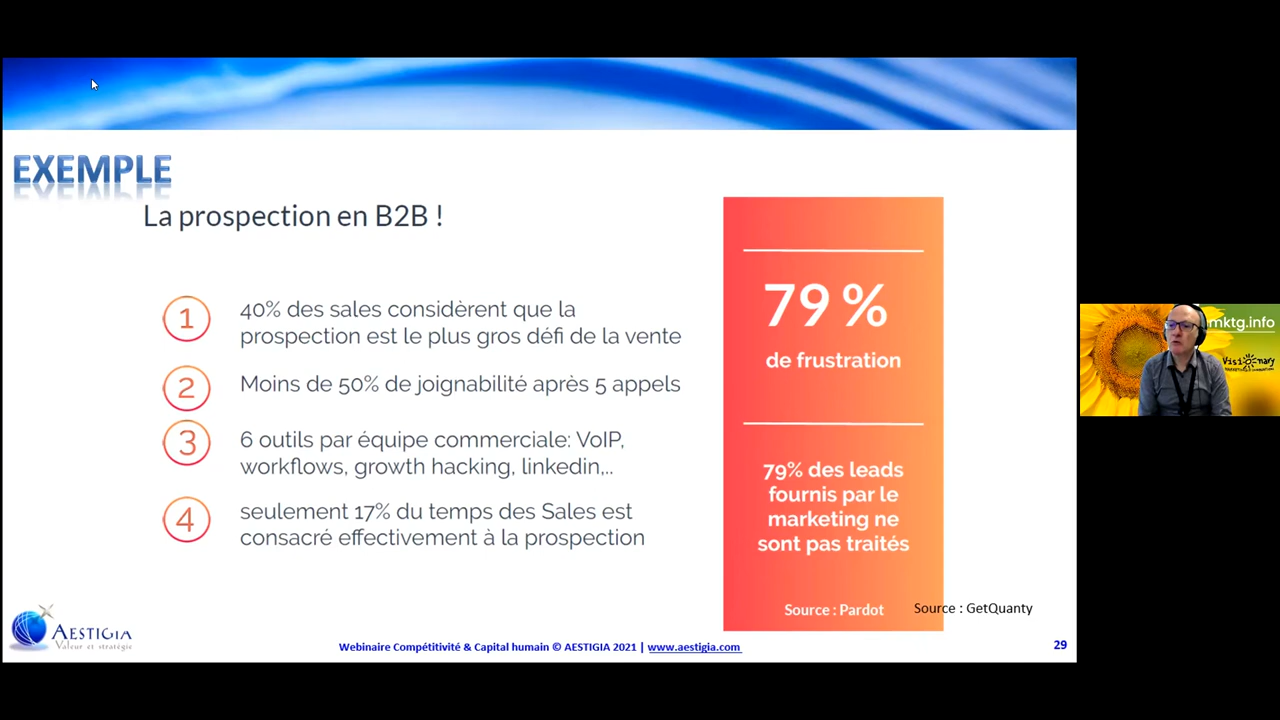 EXEMPLE
La prospection en B2B !
1
40% des sales considèrent que la
prospection est le plus gros défi de la vente
2
Moins de 50% de joignabilité après 5 appels
3
6 outils par équipe commerciale: VoIP,
workflows, growth hacking, linkedin,..
4
seulement 17% du temps des Sales est
consacré effectivement à la prospection
79 %
de frustration
79% des leads
fournis par le
marketing ne
sont pas traités
Source : Pardot
Source : GetQuanty
AESTIGIA
Valeur et stratégie
Webinaire Compétitivité & Capital humain © AESTIGIA 2021 | www.aestigia.com
29
mktg.info
Visionary